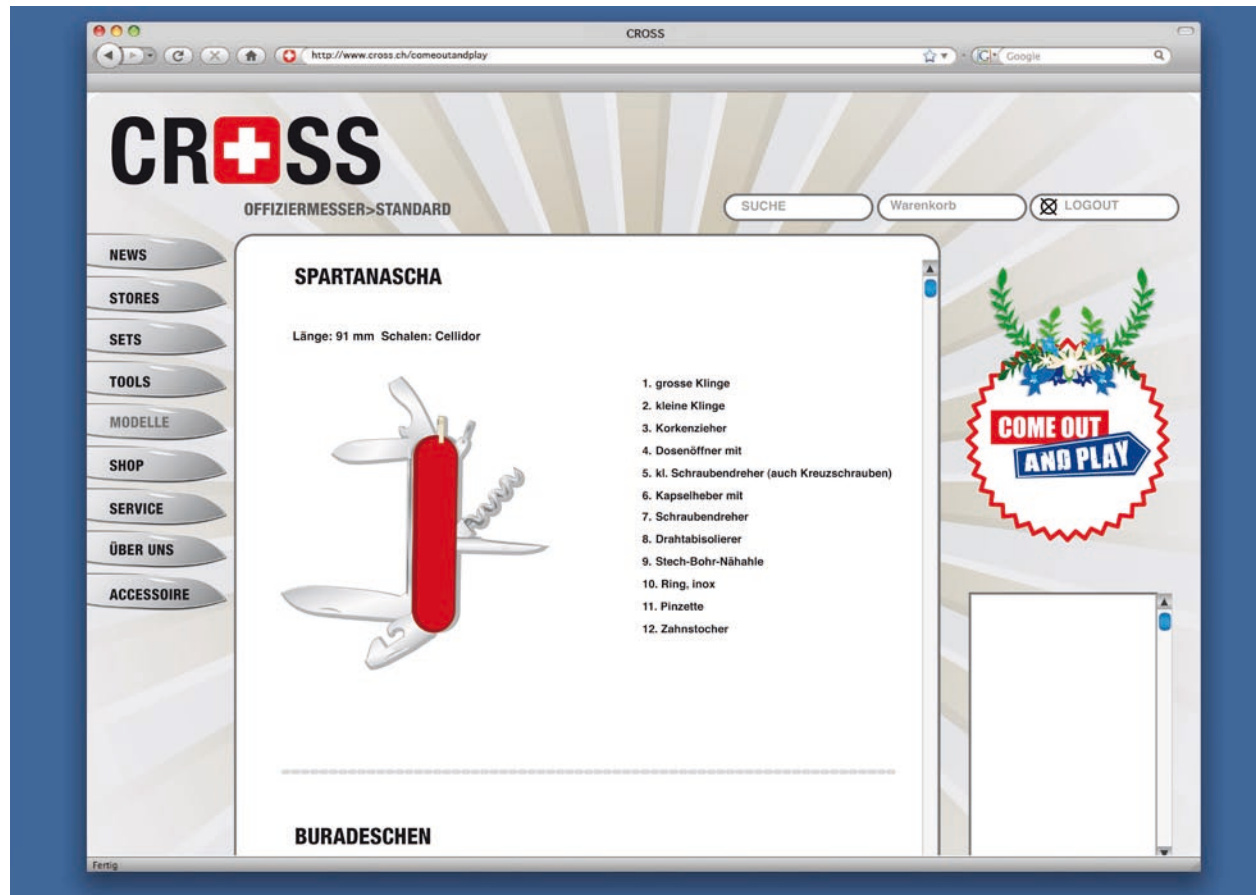 CROSS
http://www.cross.ch/comeoutandplay
Google
CROSS
OFFIZIERMESSER>STANDARD
SUCHE
Warenkorb
LOGOUT
NEWS
STORES
SETS
TOOLS
MODELLE
SHOP
SERVICE
ÜBER UNS
ACCESSOIRE
SPARTANASCHA
Länge: 91 mm Schalen: Cellidor
1. grosse Klinge
2. kleine Klinge
3. Korkenzieher
4. Dosenöffner mit
5. kl. Schraubendreher (auch Kreuzschrauben)
6. Kapselheber mit
7. Schraubendreher
8. Drahtabisolierer
9. Stech-Bohr-Nähahle
10. Ring, inox
11. Pinzette
12. Zahnstocher
BURADESCHEN
COME OUT
AND PLAY
Fertig